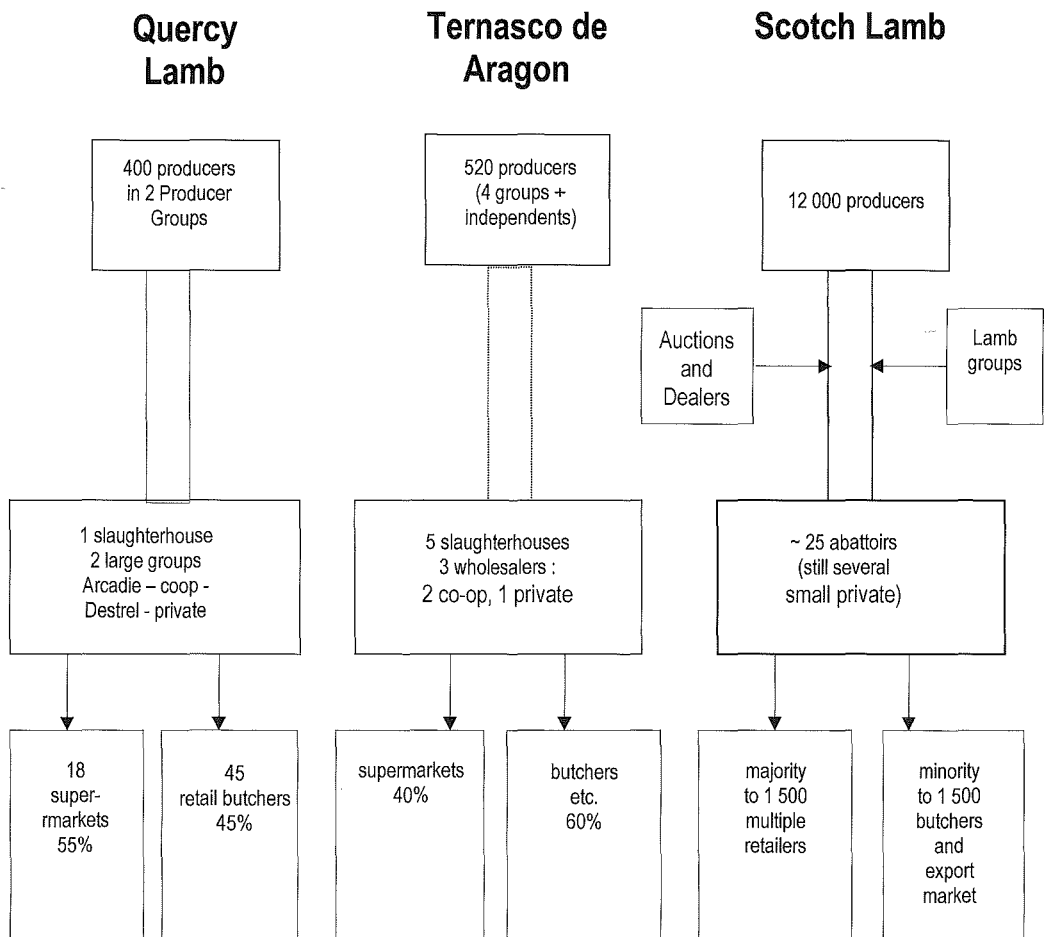 Quercy
Lamb
Ternasco de
Aragon
Scotch Lamb
400 producers
in 2 Producer
Groups
520 producers
(4 groups +
independents)
12 000 producers
Auctions
and
Dealers
Lamb
groups
1 slaughterhouse
2 large groups
Arcadie – coop -
Destrel - private
5 slaughterhouses
3 wholesalers :
2 co-op, 1 private
~ 25 abattoirs
(still several
small private)
18
super-
rmarkets
55%
45
retail butchers
45%
supermarkets
40%
butchers
etc.
60%
majority
to 1 500
multiple
retailers
minority
to 1 500
butchers
and
export
market